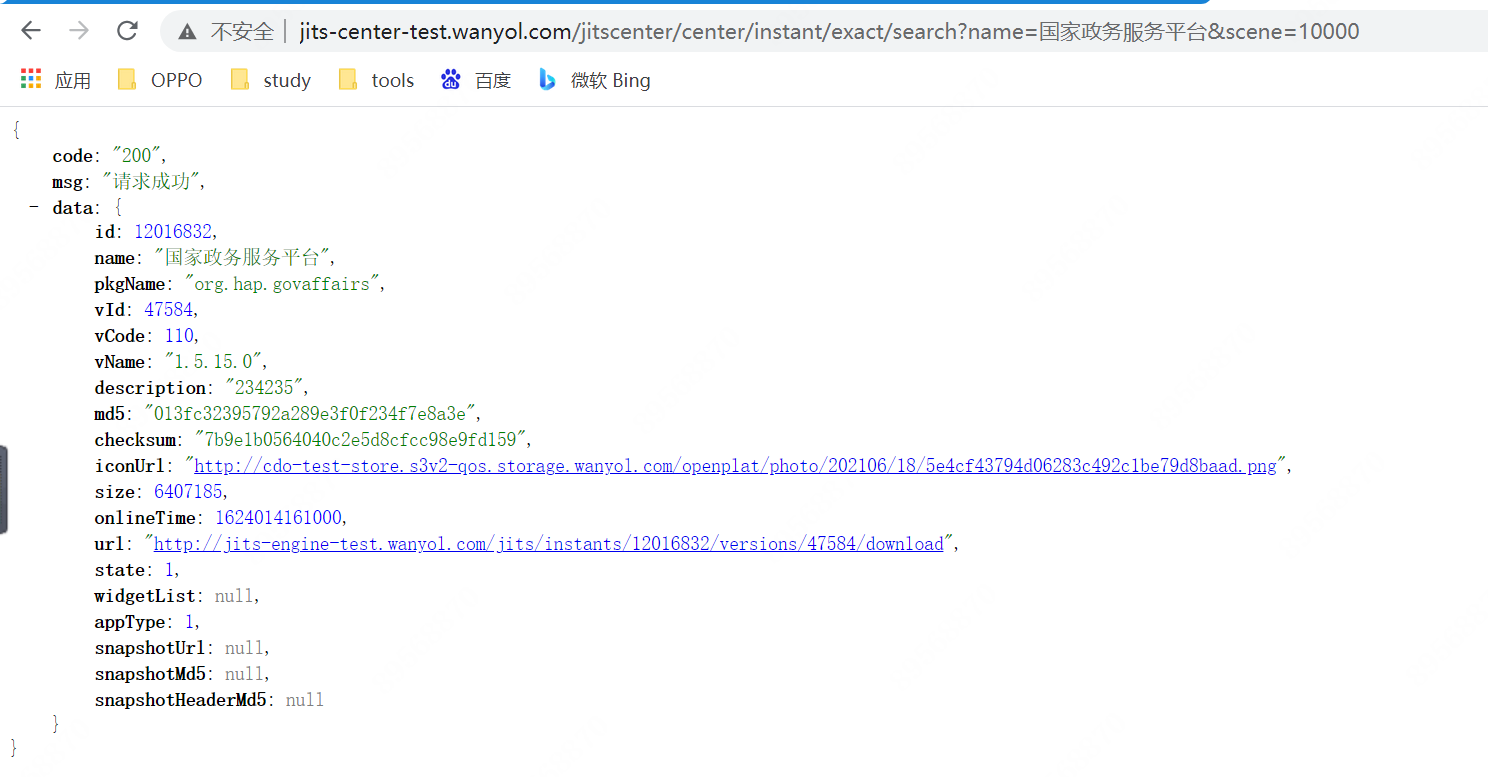 不安全 | jits-center-test.wanyol.com/jitscenter/center/instant/exact/search?name=国家政务服务平台&scene=10000
应用 OPPO study tools 百度 微软 Bing
{
code: "200",
msg: "请求成功",
- data: {
id: 12016832,
name: "国家政务服务平台",
pkgName: "org.hap.govaffairs",
vId: 47584,
vCode: 110,
vName: "1.5.15.0",
description: "234235",
md5: "013fc32395792a289e3f0f234f7e8a3e",
checksum: "7b9e1b0564040c2e5d8cfcc98e9fd159",
iconUrl: "http://cdo-test-store.s3v2-qos.storage.wanyol.com/openplat/photo/202106/18/5e4cf43794d06283c492c1be79d8baad.png",
size: 6407185,
onlineTime: 1624014161000,
url: "http://jits-engine-test.wanyol.com/jits/instants/12016832/versions/47584/download",
state: 1,
widgetList: null,
appType: 1,
snapshotUrl: null,
snapshotMd5: null,
snapshotHeaderMd5: null
}
}